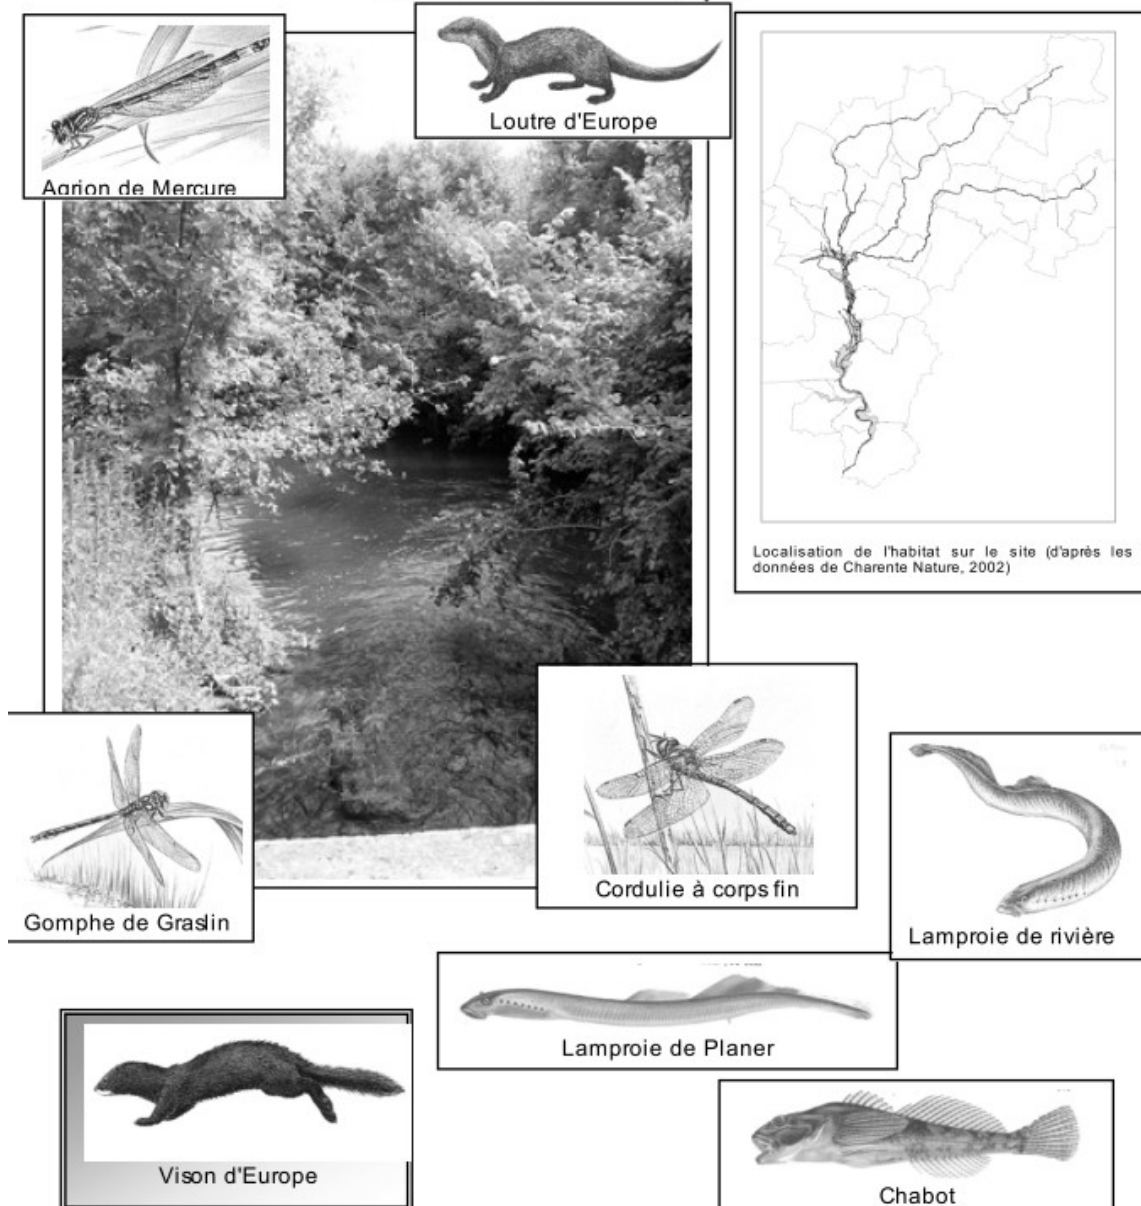 Loutre d'Europe
Agrion de Mercure
Localisation de l'habitat sur le site (d'après les
données de Charente Nature, 2002)
Cordulie à corps fin
Gomphe de Graslin
Lamproie de rivière
Lamproie de Planer
Vison d'Europe
Chabot